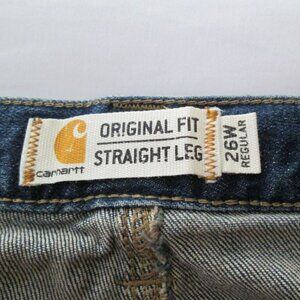 carhartt
ORIGINAL FIT
STRAIGHT LEG
26W
REGULAR